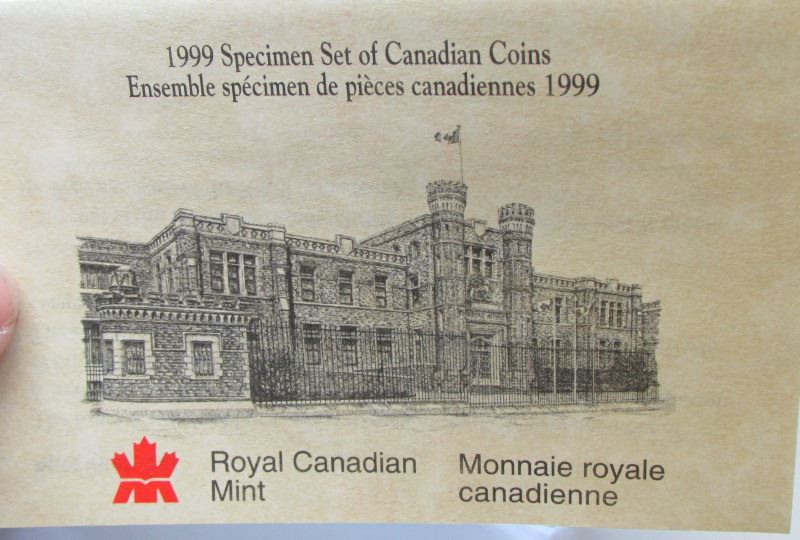 1999 Specimen Set of Canadian Coins
Ensemble spécimen de pièces canadiennes 1999
Royal Canadian
Mint
Monnaie royale
canadienne